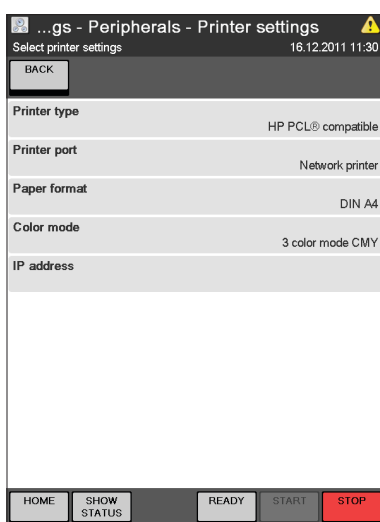 ...gs - Peripherals - Printer settings
Select printer settings 16.12.2011 11:30
BACK
Printer type
HP PCL® compatible
Printer port
Network printer
Paper format
DIN A4
Color mode
3 color mode CMY
IP address
HOME SHOW STATUS READY START STOP